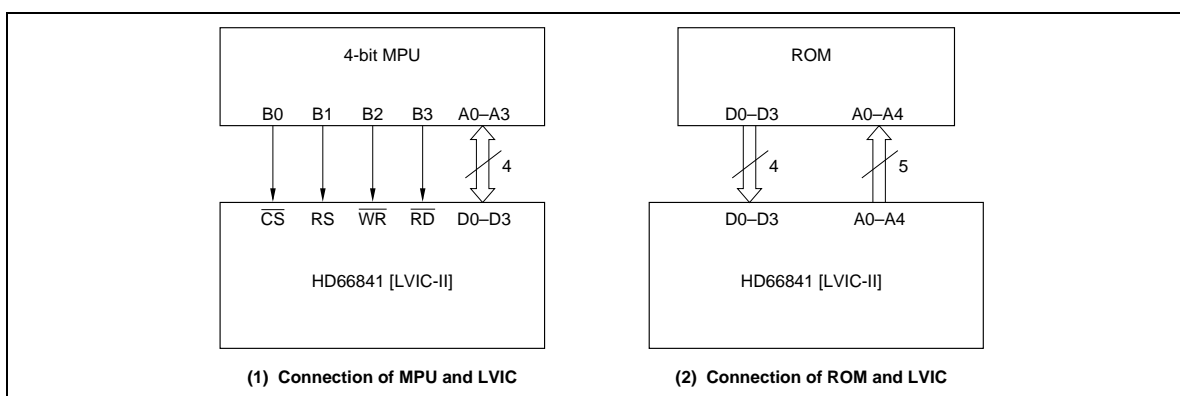 4-bit MPU
B0 B1 B2 B3 A0–A3
4
CS RS WR RD D0–D3
HD66841 [LVIC-II]
(1) Connection of MPU and LVIC
ROM
D0–D3 A0–A4
4 5
D0–D3 A0–A4
HD66841 [LVIC-II]
(2) Connection of ROM and LVIC